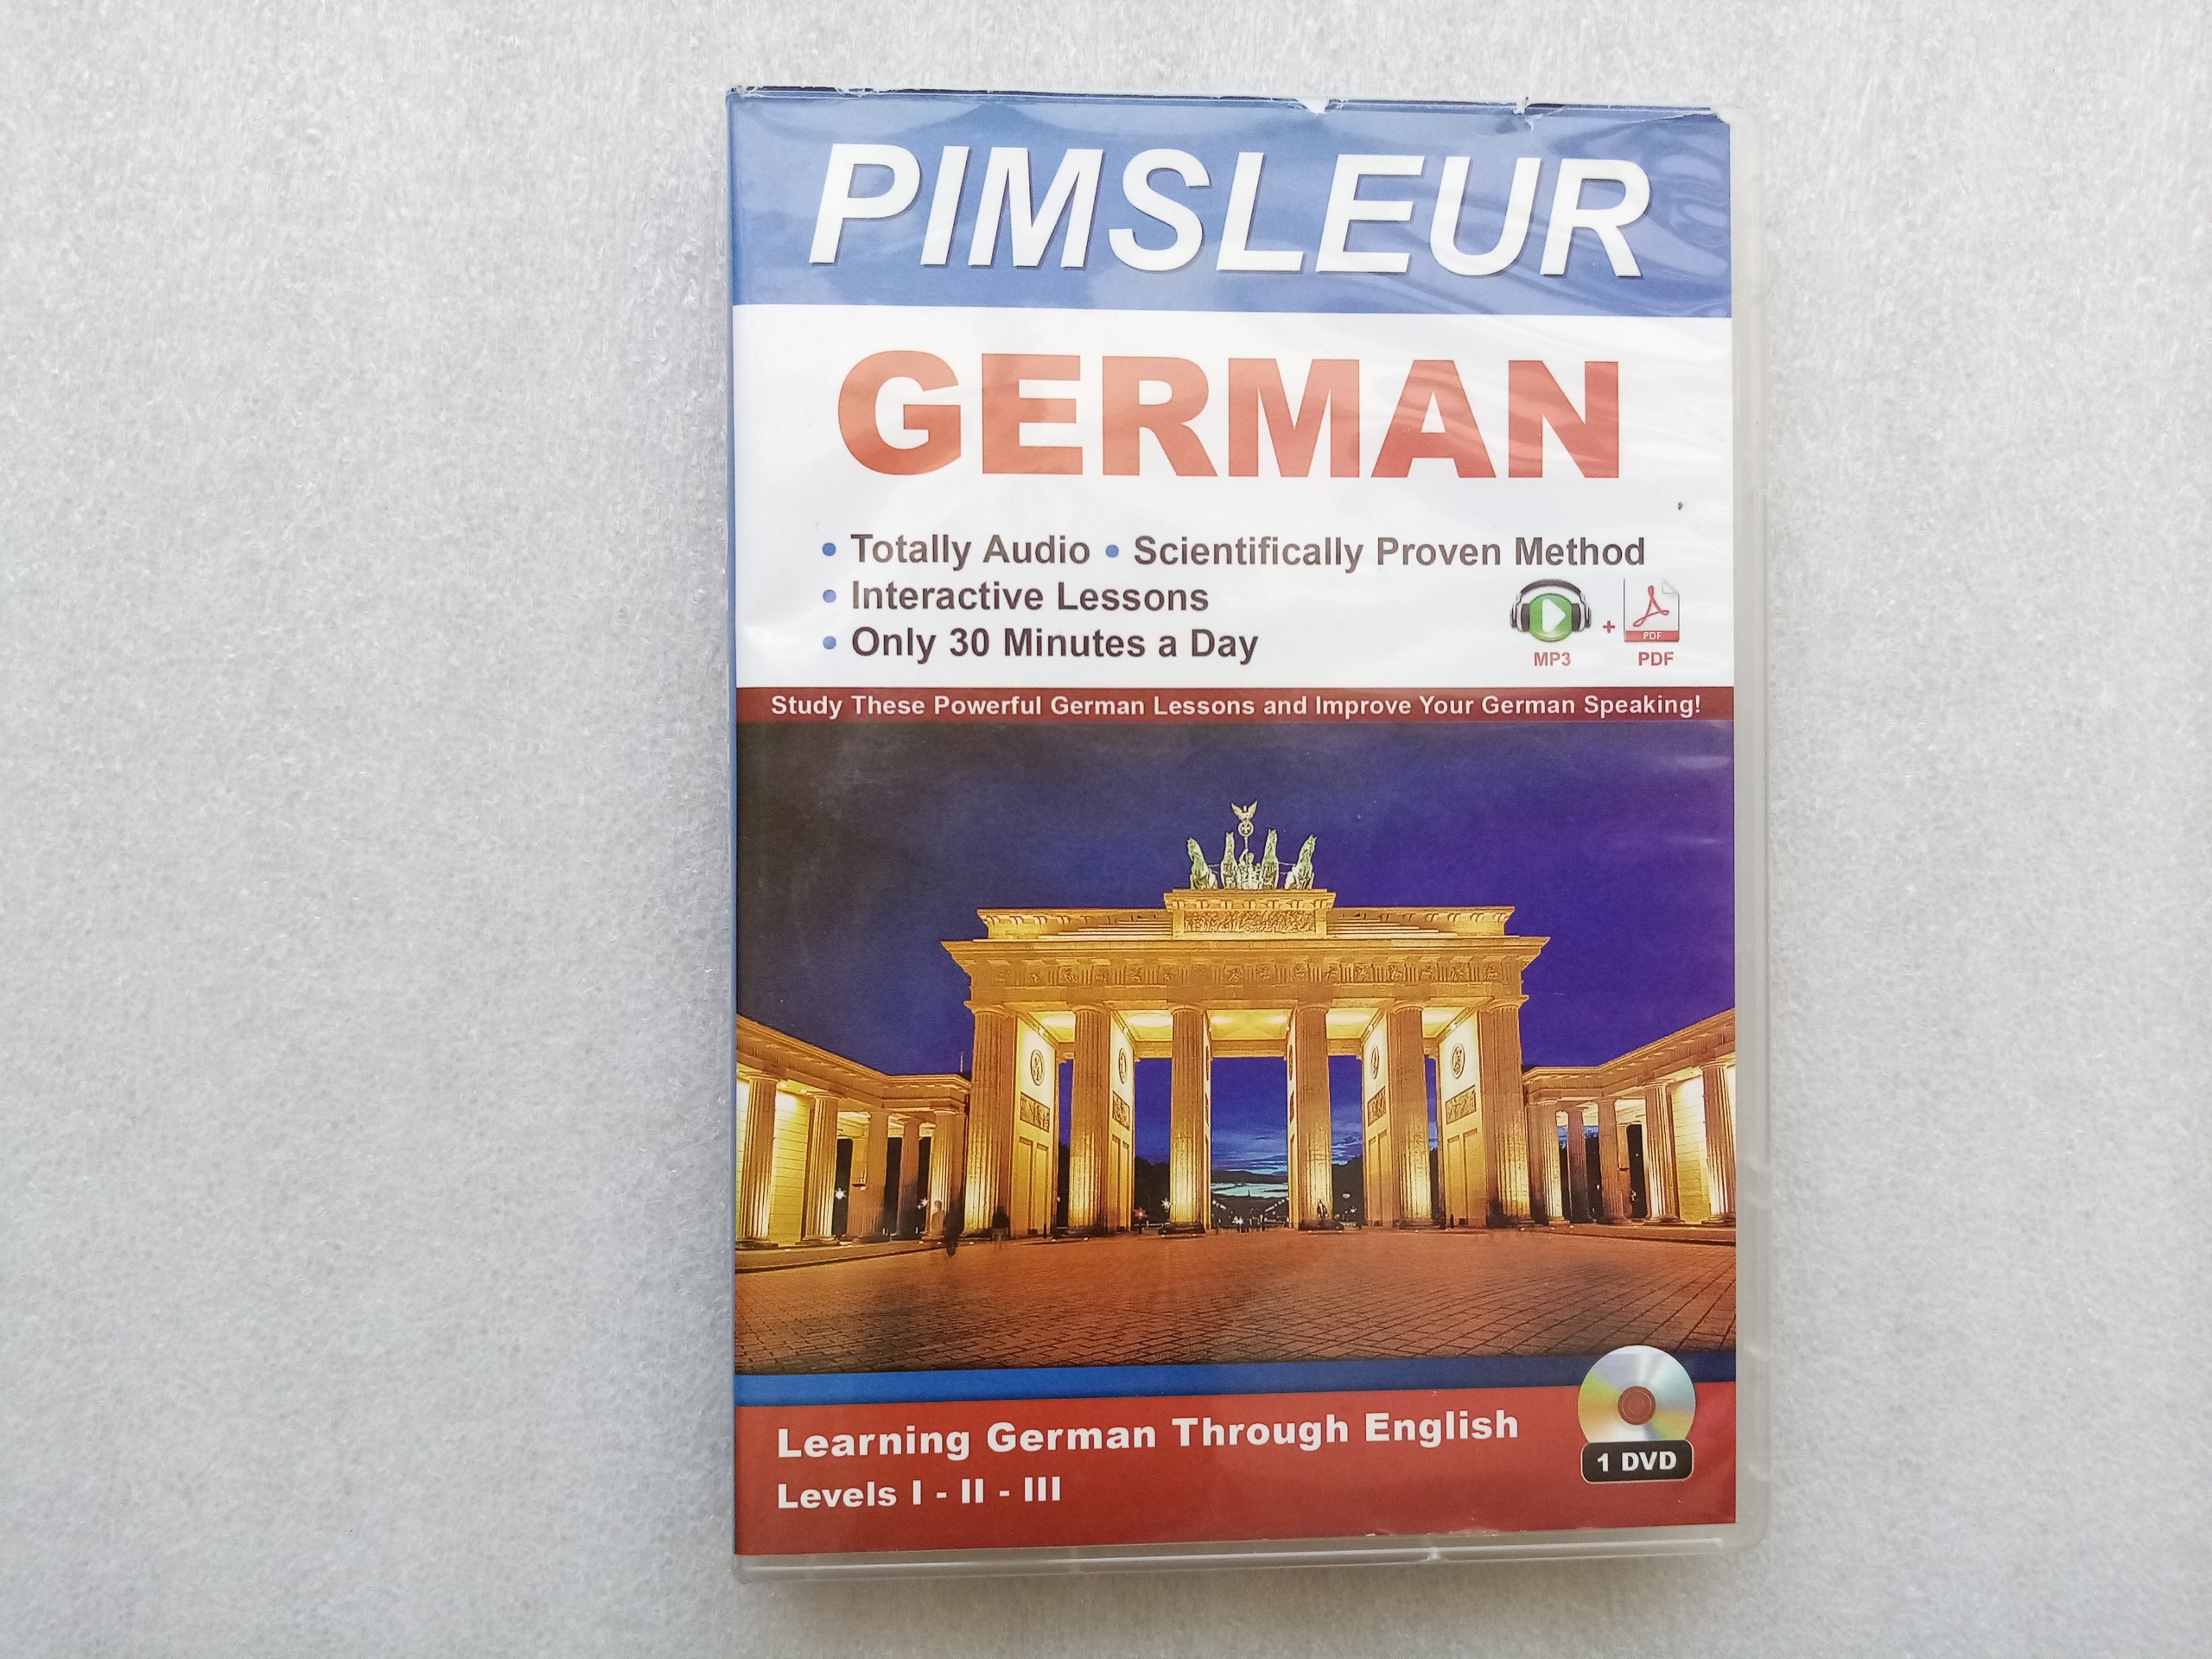 PIMSLEUR
GERMAN
• Totally Audio • Scientifically Proven Method
• Interactive Lessons
• Only 30 Minutes a Day
PDF
MP3 + PDF
Study These Powerful German Lessons and Improve Your German Speaking!
Learning German Through English
Levels I - II - III
1 DVD